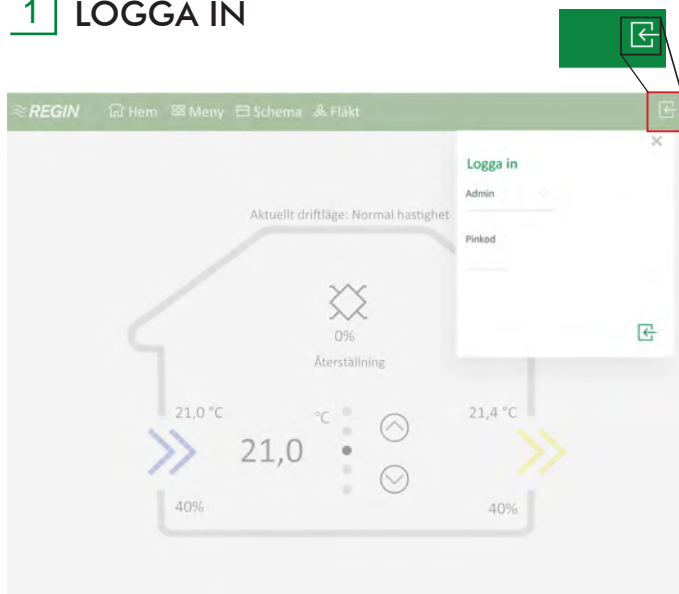 1 LOGGA IN
REGIN Hem Meny Schema Fläkt
Logga in
Admin
Aktuellt driftläge: Normal hastighet
Pinkod
0%
Återställning
21,0 °C
°C
21,4 °C
21,0
40%
40%